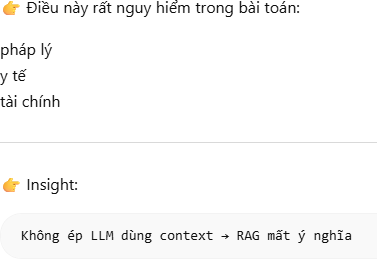 👉 Điều này rất nguy hiểm trong bài toán:
pháp lý
y tế
tài chính
👉 Insight:
Không ép LLM dùng context → RAG mất ý nghĩa